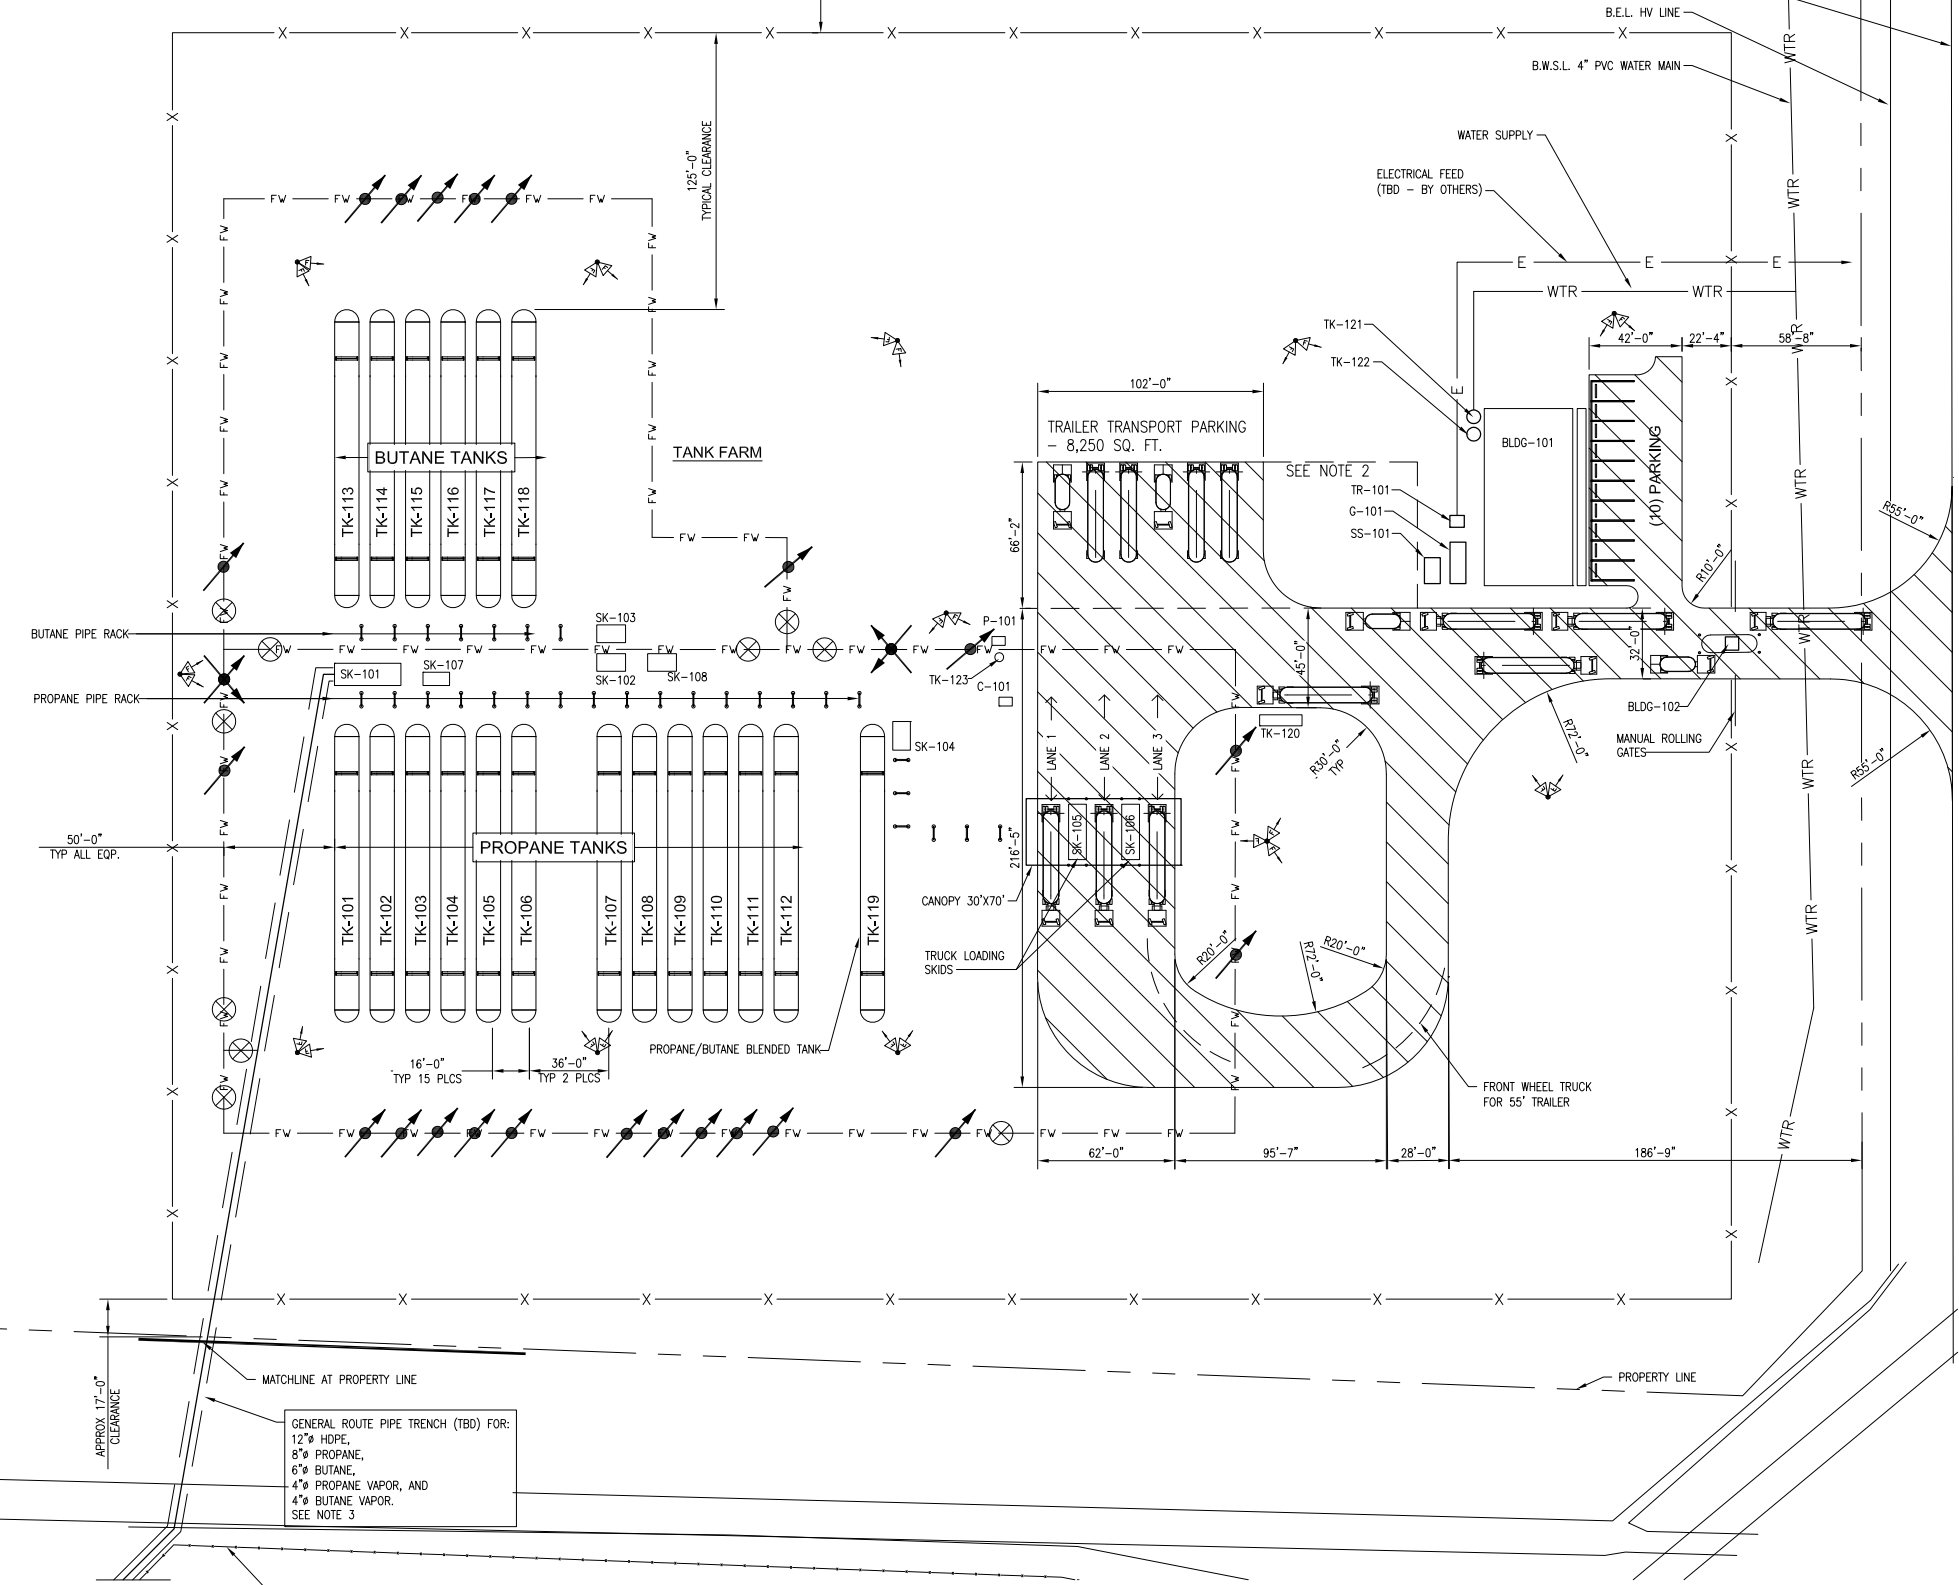 B.E.L. HV LINE
B.W.S.L. 4" PVC WATER MAIN
WATER SUPPLY
ELECTRICAL FEED
(TBD - BY OTHERS)
125'-0"
TYPICAL CLEARANCE
TK-121
TK-122
42'-0"
22'-4"
58'-8"
102'-0"
TRAILER TRANSPORT PARKING
- 8,250 SQ. FT.
SEE NOTE 2
TR-101
G-101
SS-101
BLDG-101
(10) PARKING
R55'-0"
R10'-0"
BUTANE TANKS
TANK FARM
TK-113
TK-114
TK-115
TK-116
TK-117
TK-118
66'-2"
BUTANE PIPE RACK
SK-103
P-101
SK-101
SK-107
SK-102
SK-108
TK-123
C-101
PROPANE PIPE RACK
45'-0"
32'-0"
BLDG-102
MANUAL ROLLING
GATES
SK-104
LANE 1
LANE 2
LANE 3
TK-120
R30'-0"
TYP
R72'-0"
R55'-0"
50'-0"
TYP ALL EQP.
PROPANE TANKS
216'-5"
SK-105
SK-106
CANOPY 30'X70'
TK-101
TK-102
TK-103
TK-104
TK-105
TK-106
TK-107
TK-108
TK-109
TK-110
TK-111
TK-112
TK-119
TRUCK LOADING
SKIDS
R20'-0"
R72'-0"
R20'-0"
PROPANE/BUTANE BLENDED TANK
16'-0"
TYP 15 PLCS
36'-0"
TYP 2 PLCS
FRONT WHEEL TRUCK
FOR 55' TRAILER
62'-0"
95'-7"
28'-0"
186'-9"
MATCHLINE AT PROPERTY LINE
PROPERTY LINE
APPROX 17'-0"
CLEARANCE
GENERAL ROUTE PIPE TRENCH (TBD) FOR:
12"ø HDPE,
8"ø PROPANE,
6"ø BUTANE,
4"ø PROPANE VAPOR, AND
4"ø BUTANE VAPOR.
SEE NOTE 3
FW
WTR
E
X